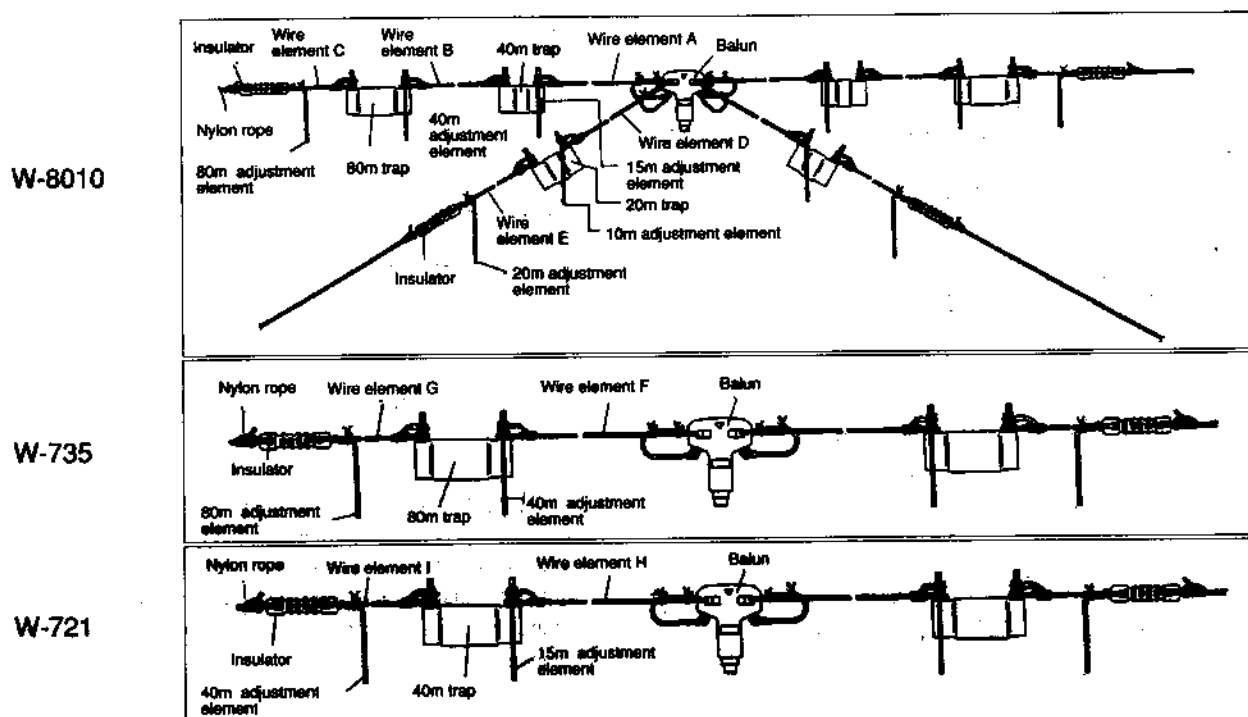 W-8010
Insulator
Wire
element C
Wire
element B
40m trap
Wire element A
Balun
Nylon rope
80m adjustment
element
80m trap
40m
adjustment
element
Wire element D
15m adjustment
element
20m trap
10m adjustment element
Wire
element E
Insulator
20m adjustment
element
W-735
Nylon rope
Wire element G
Wire element F
Balun
Insulator
80m adjustment
element
80m trap
40m adjustment
element
W-721
Nylon rope
Wire element I
Wire element H
Balun
Insulator
40m adjustment
element
40m trap
15m adjustment
element